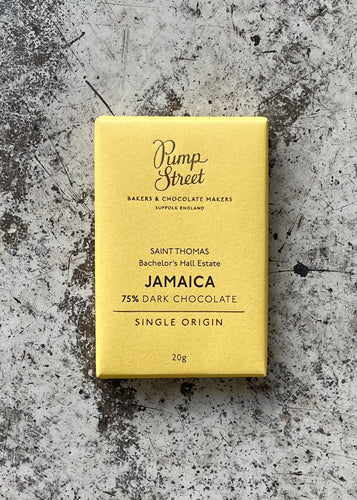 Pump
Street
BAKERS & CHOCOLATE MAKERS
SUFFOLK ENGLAND
SAINT THOMAS
Bachelor's Hall Estate
JAMAICA
75% DARK CHOCOLATE
SINGLE ORIGIN
20g